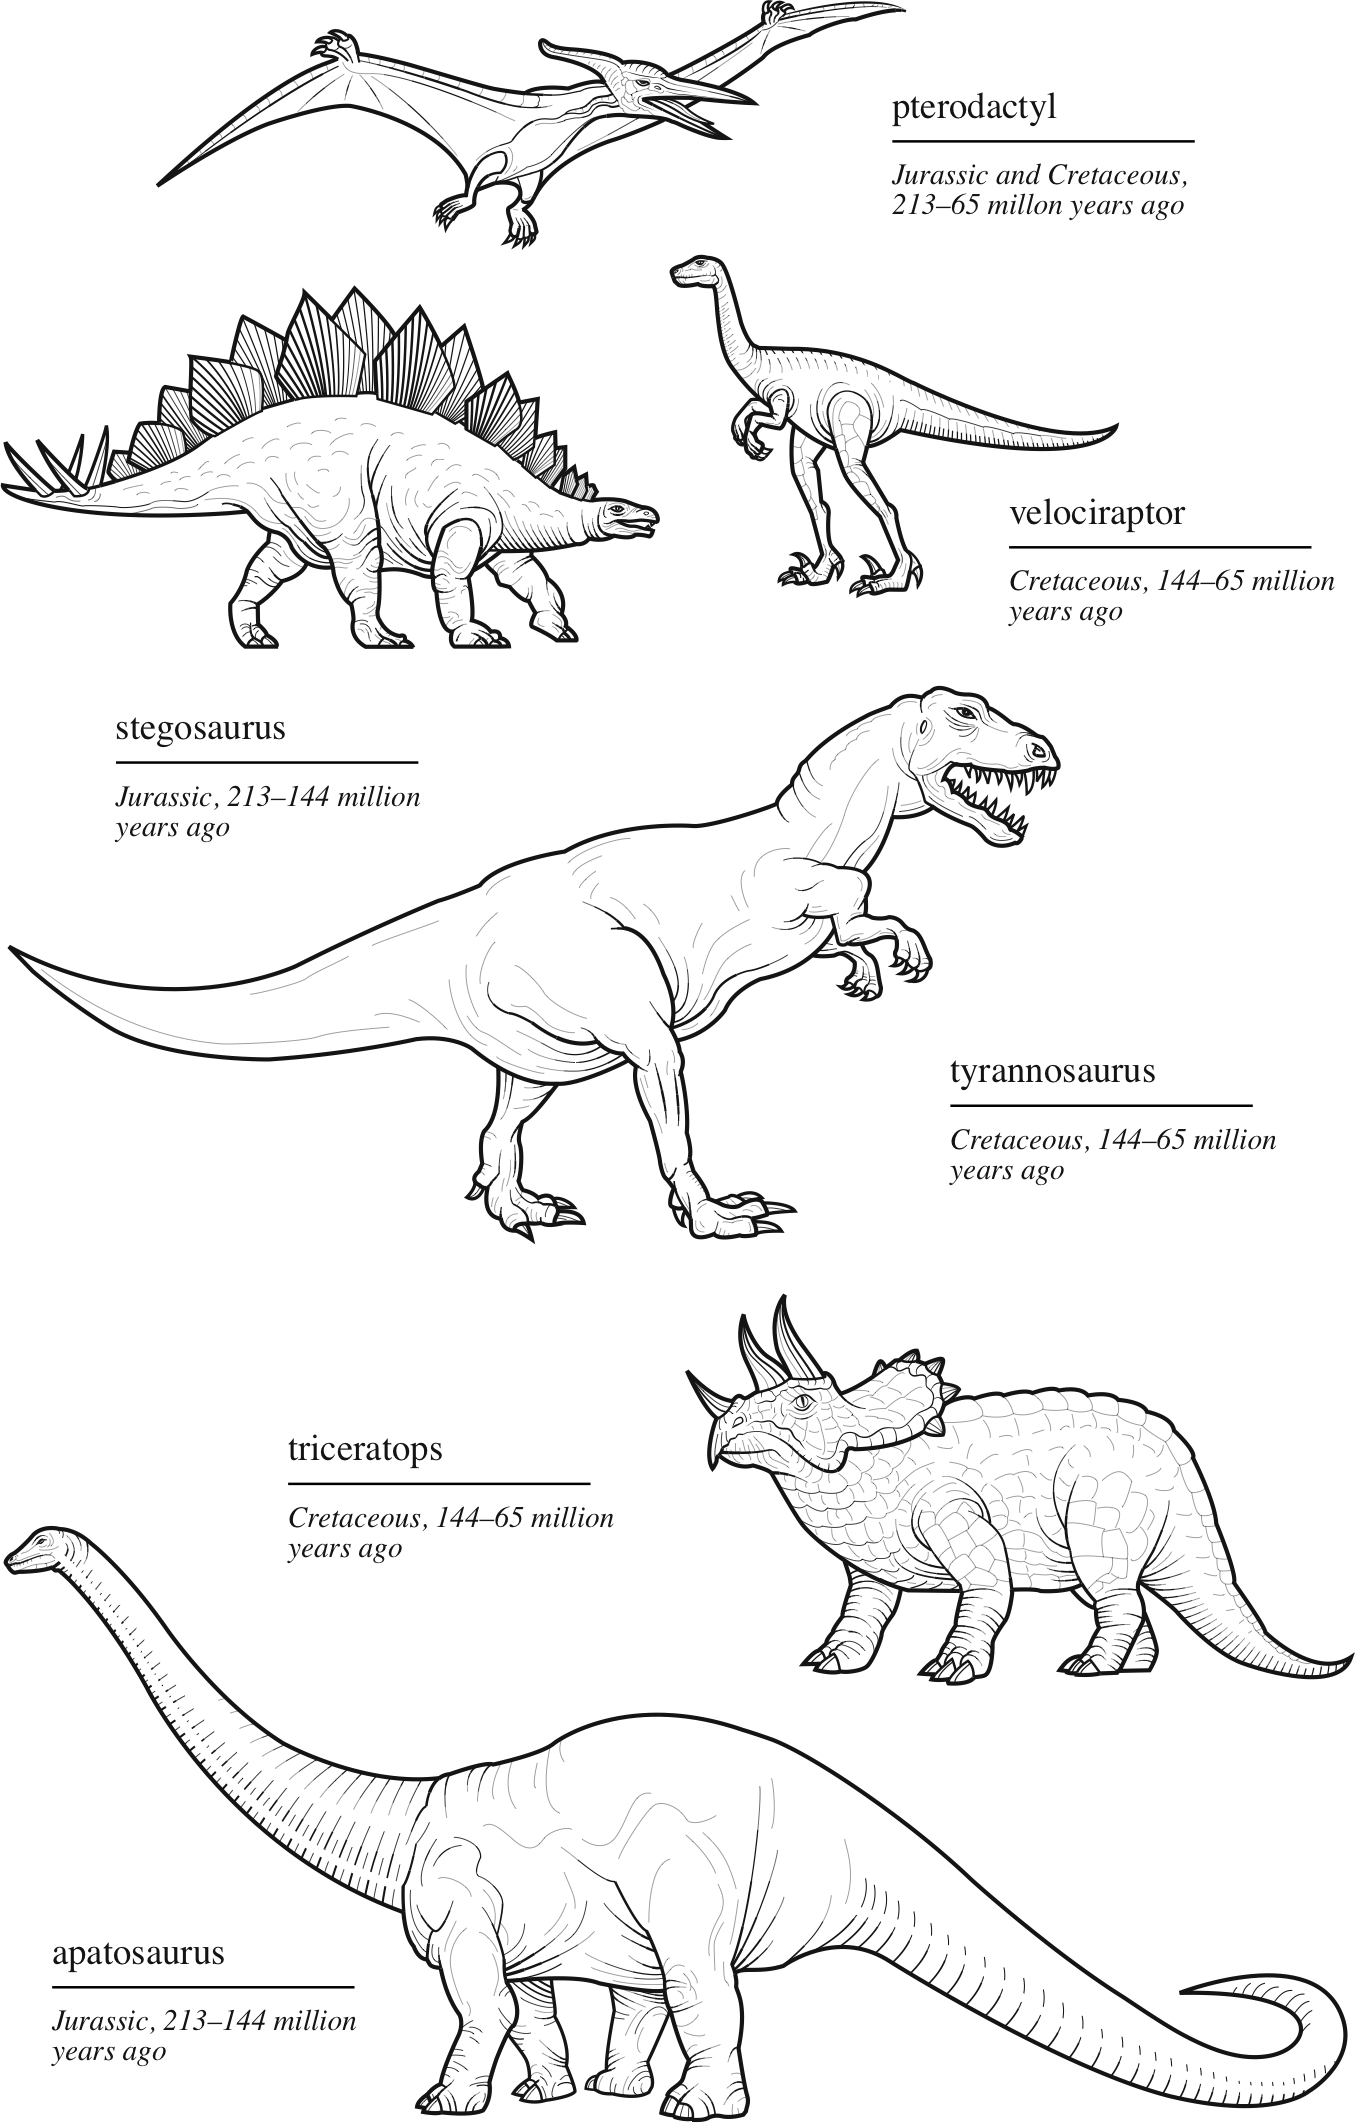 pterodactyl
Jurassic and Cretaceous,
213–65 millon years ago
velociraptor
Cretaceous, 144–65 million
years ago
stegosaurus
Jurassic, 213–144 million
years ago
tyrannosaurus
Cretaceous, 144–65 million
years ago
triceratops
Cretaceous, 144–65 million
years ago
apatosaurus
Jurassic, 213–144 million
years ago